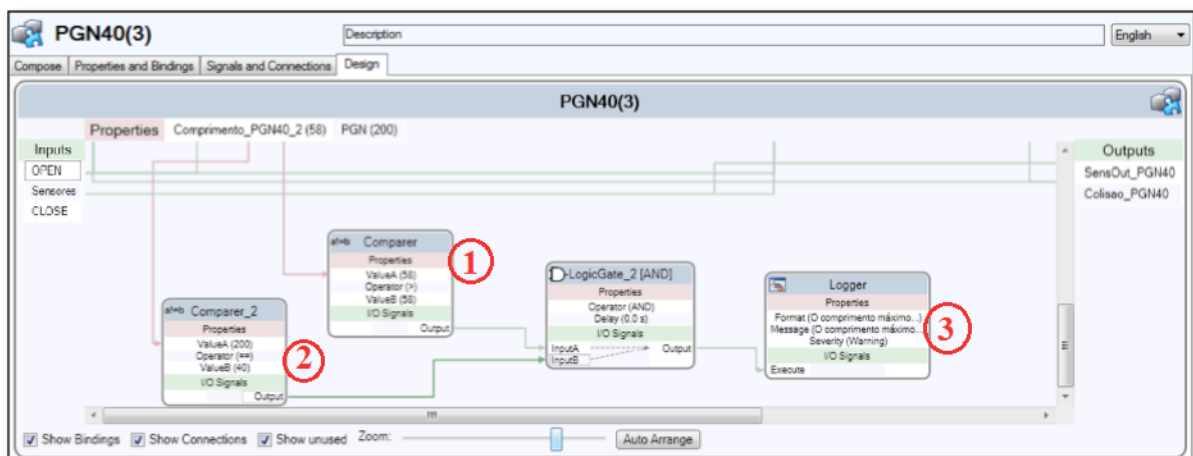 PGN40(3)
Description
English
Compose
Properties and Bindings
Signals and Connections
Design
PGN40(3)
Properties
Comprimento_PGN40_2 (58)
PGN (200)
Inputs
OPEN
Sensores
CLOSE
Outputs
SensOut_PGN40
Colisao_PGN40
a!=b Comparer
Properties
ValueA (58)
Operator (>)
ValueB (58)
I/O Signals
Output
1
a!=b Comparer_2
Properties
ValueA (200)
Operator (==)
ValueB (40)
I/O Signals
Output
2
LogicGate_2 [AND]
Properties
Operator (AND)
Delay (0.0 s)
I/O Signals
InputA
Output
InputB
Logger
Properties
Format (O comprimento máximo...)
Message (O comprimento máximo...)
Severity (Warning)
I/O Signals
Execute
3
Show Bindings
Show Connections
Show unused
Zoom:
Auto Arrange